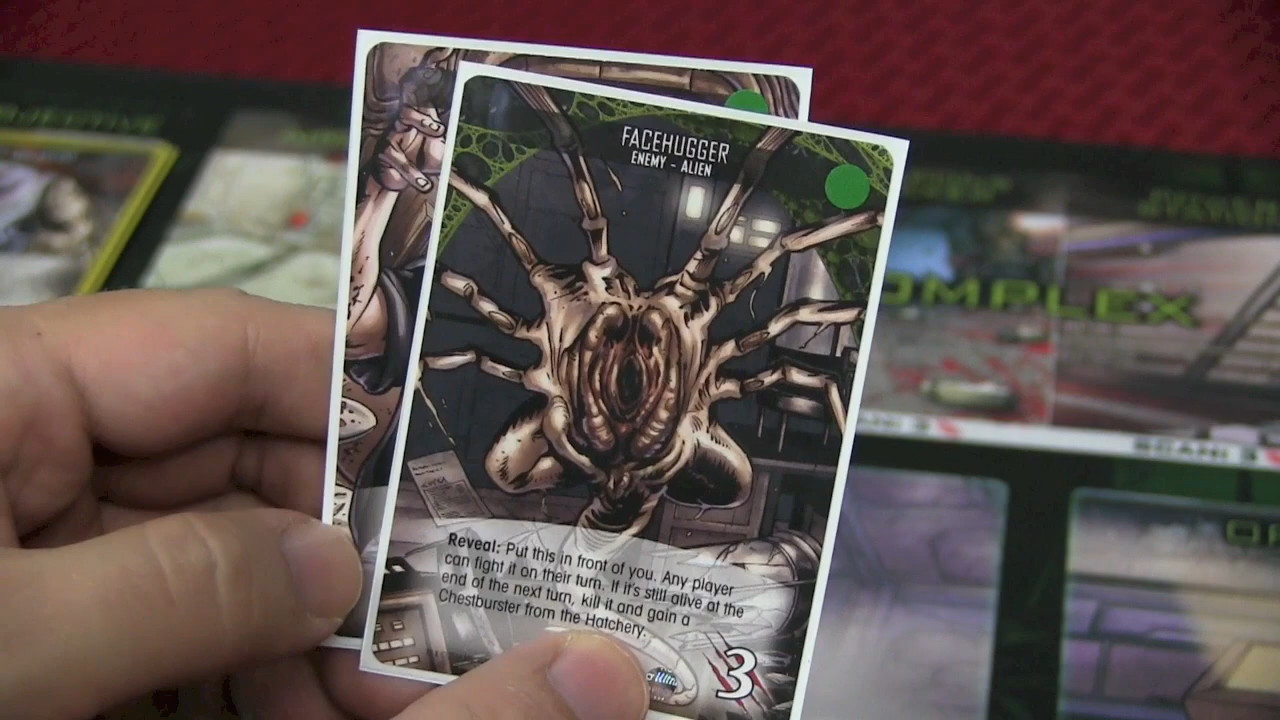 FACEHUGGER
ENEMY - ALIEN
Reveal: Put this in front of you. Any player
can fight it on their turn. If it's still alive at the
end of the next turn, kill it and gain a
Chestburster from the Hatchery.
3
OMPLEX
SCAN: 3